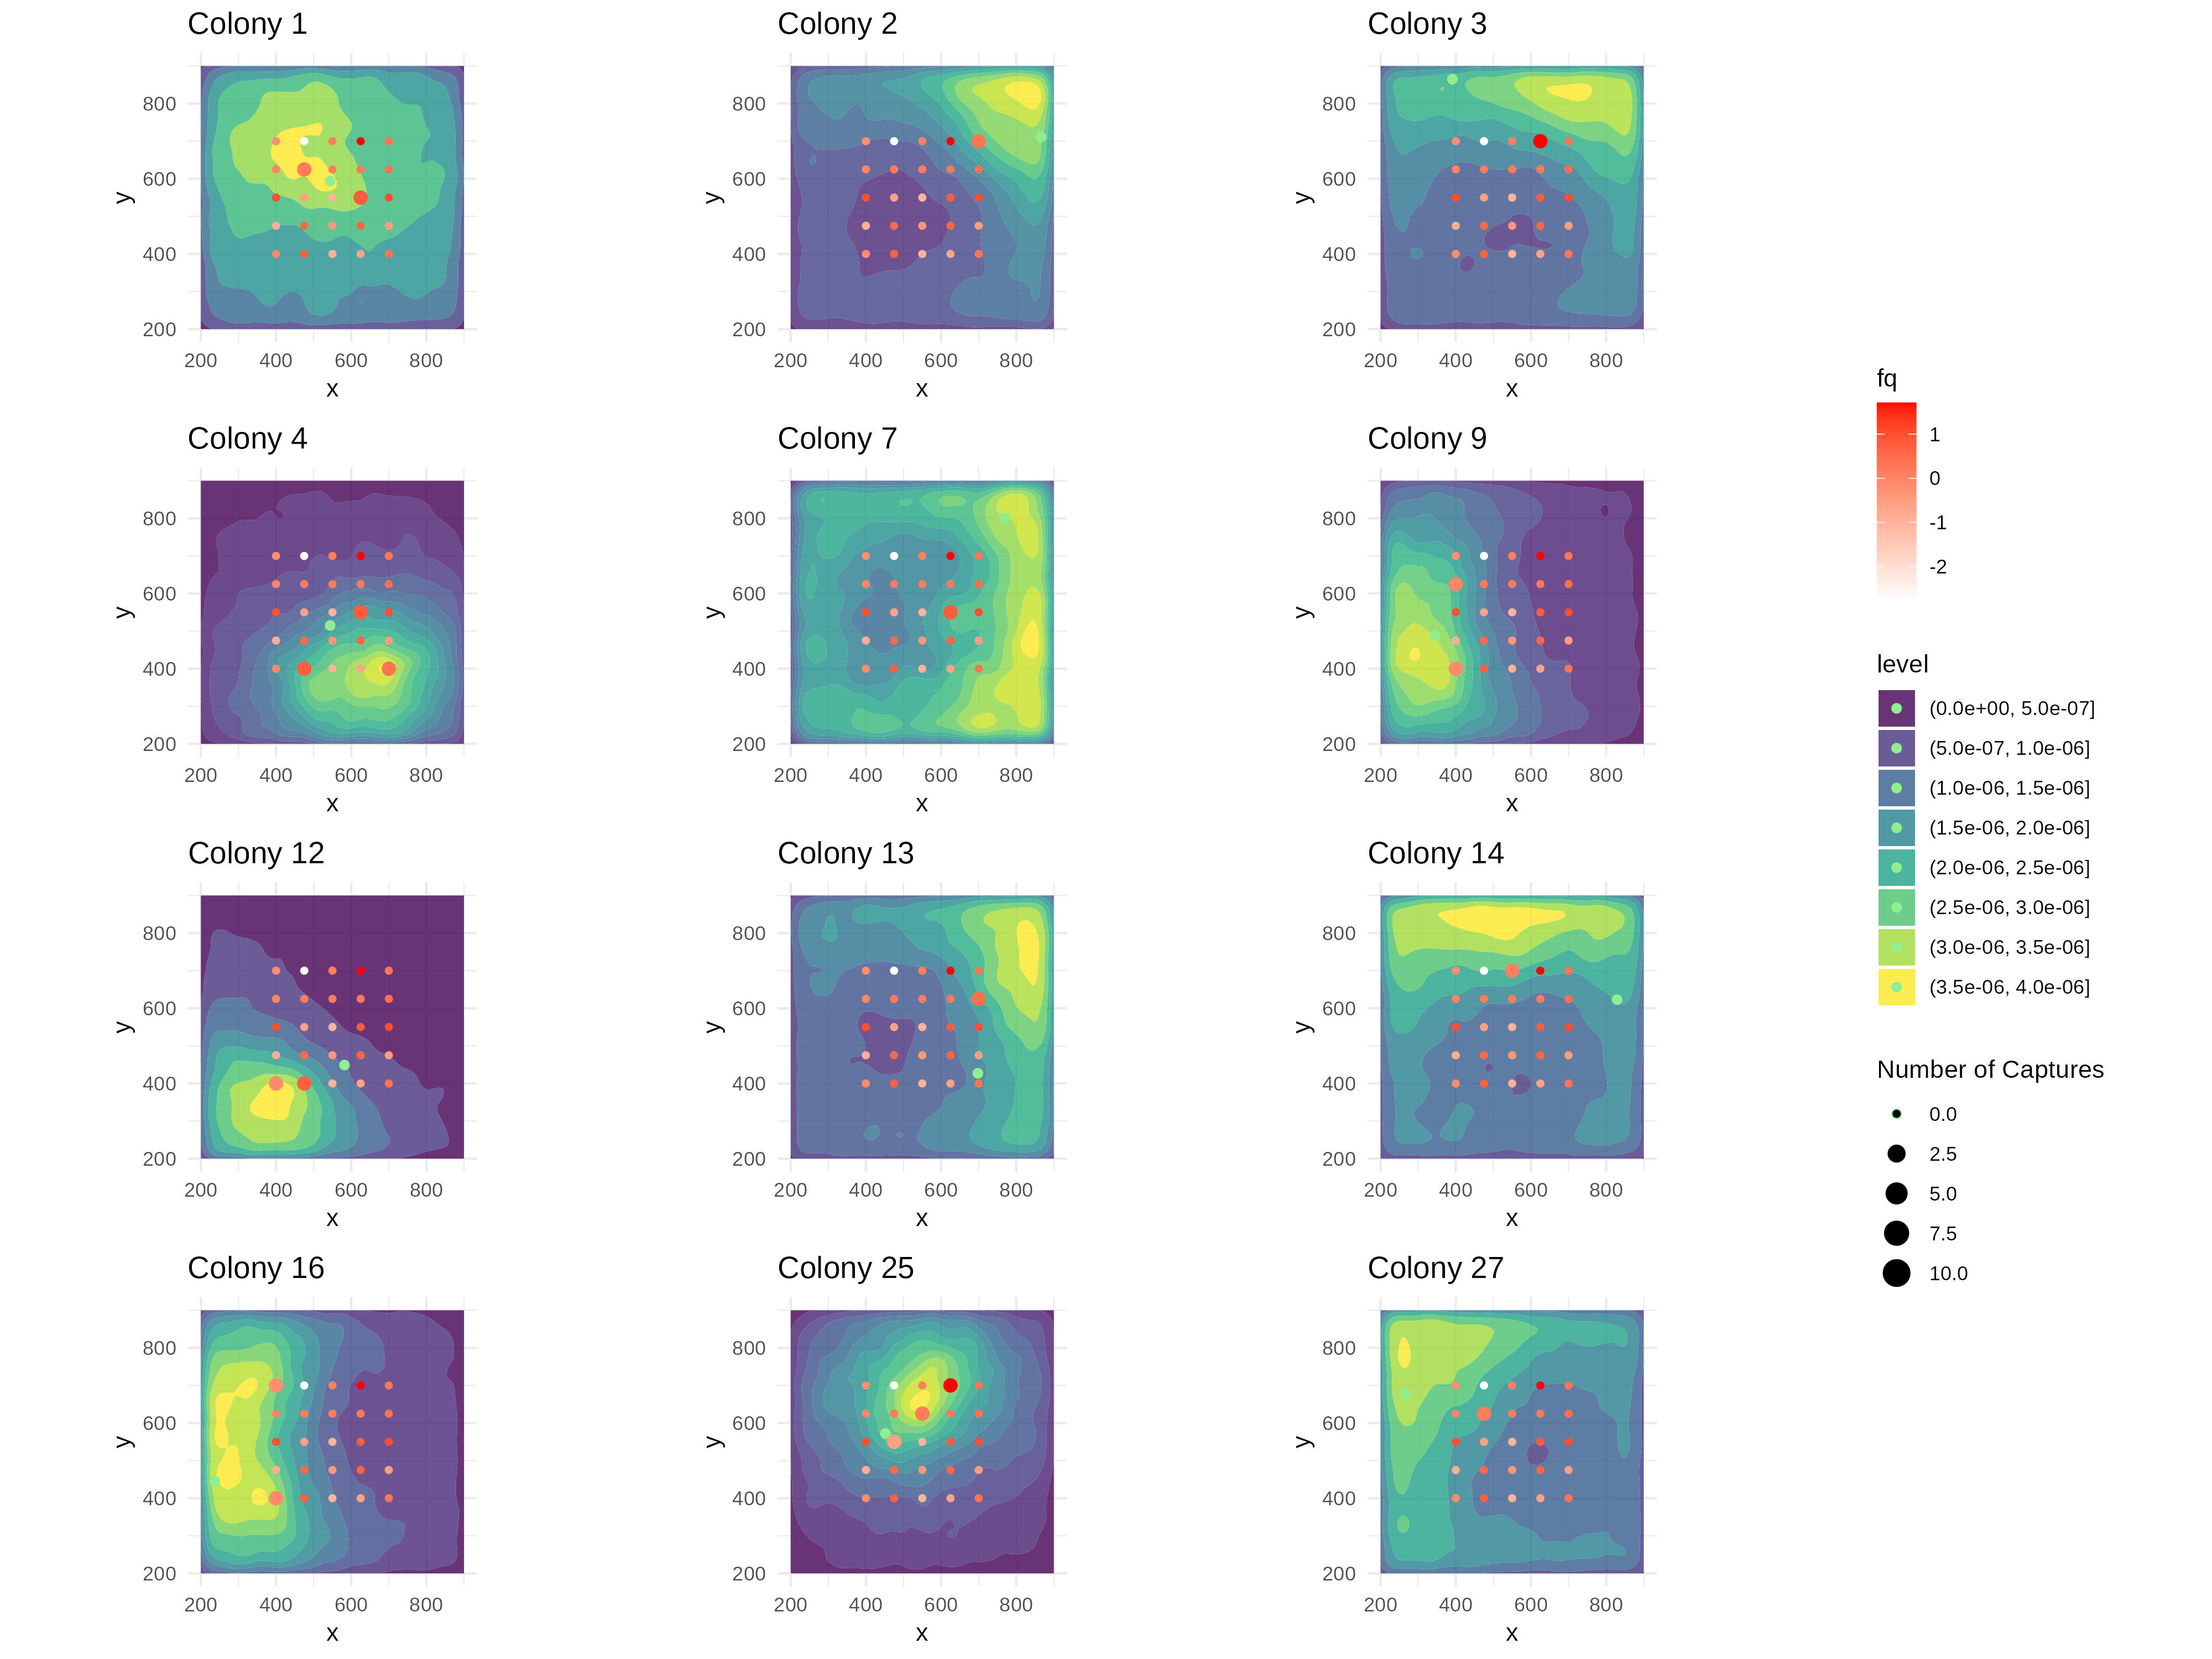 Colony 1
Colony 2
Colony 3
800
600
400
200
y
200 400 600 800
x
800
600
400
200
y
200 400 600 800
x
800
600
400
200
y
200 400 600 800
x
Colony 4
Colony 7
Colony 9
800
600
400
200
y
200 400 600 800
x
800
600
400
200
y
200 400 600 800
x
800
600
400
200
y
200 400 600 800
x
Colony 12
Colony 13
Colony 14
800
600
400
200
y
200 400 600 800
x
800
600
400
200
y
200 400 600 800
x
800
600
400
200
y
200 400 600 800
x
Colony 16
Colony 25
Colony 27
800
600
400
200
y
200 400 600 800
x
800
600
400
200
y
200 400 600 800
x
800
600
400
200
y
200 400 600 800
x
fq
1
0
-1
-2
level
(0.0e+00, 5.0e-07]
(5.0e-07, 1.0e-06]
(1.0e-06, 1.5e-06]
(1.5e-06, 2.0e-06]
(2.0e-06, 2.5e-06]
(2.5e-06, 3.0e-06]
(3.0e-06, 3.5e-06]
(3.5e-06, 4.0e-06]
Number of Captures
0.0
2.5
5.0
7.5
10.0